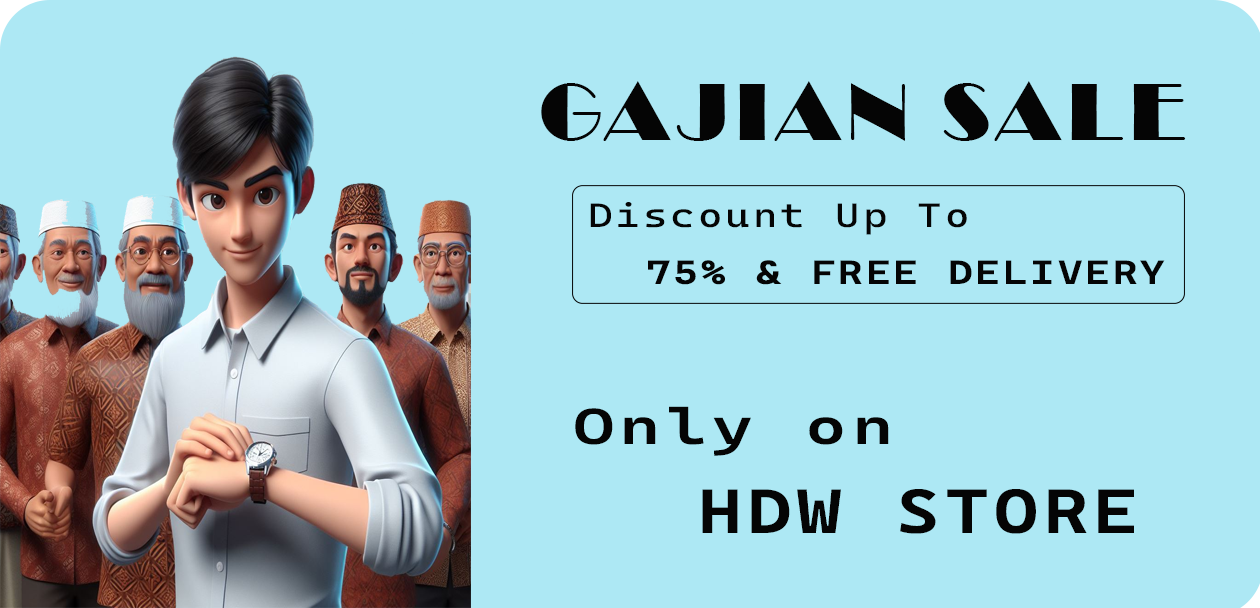 GAJIAN SALE
Discount Up To
75% & FREE DELIVERY
Only on
HDW STORE